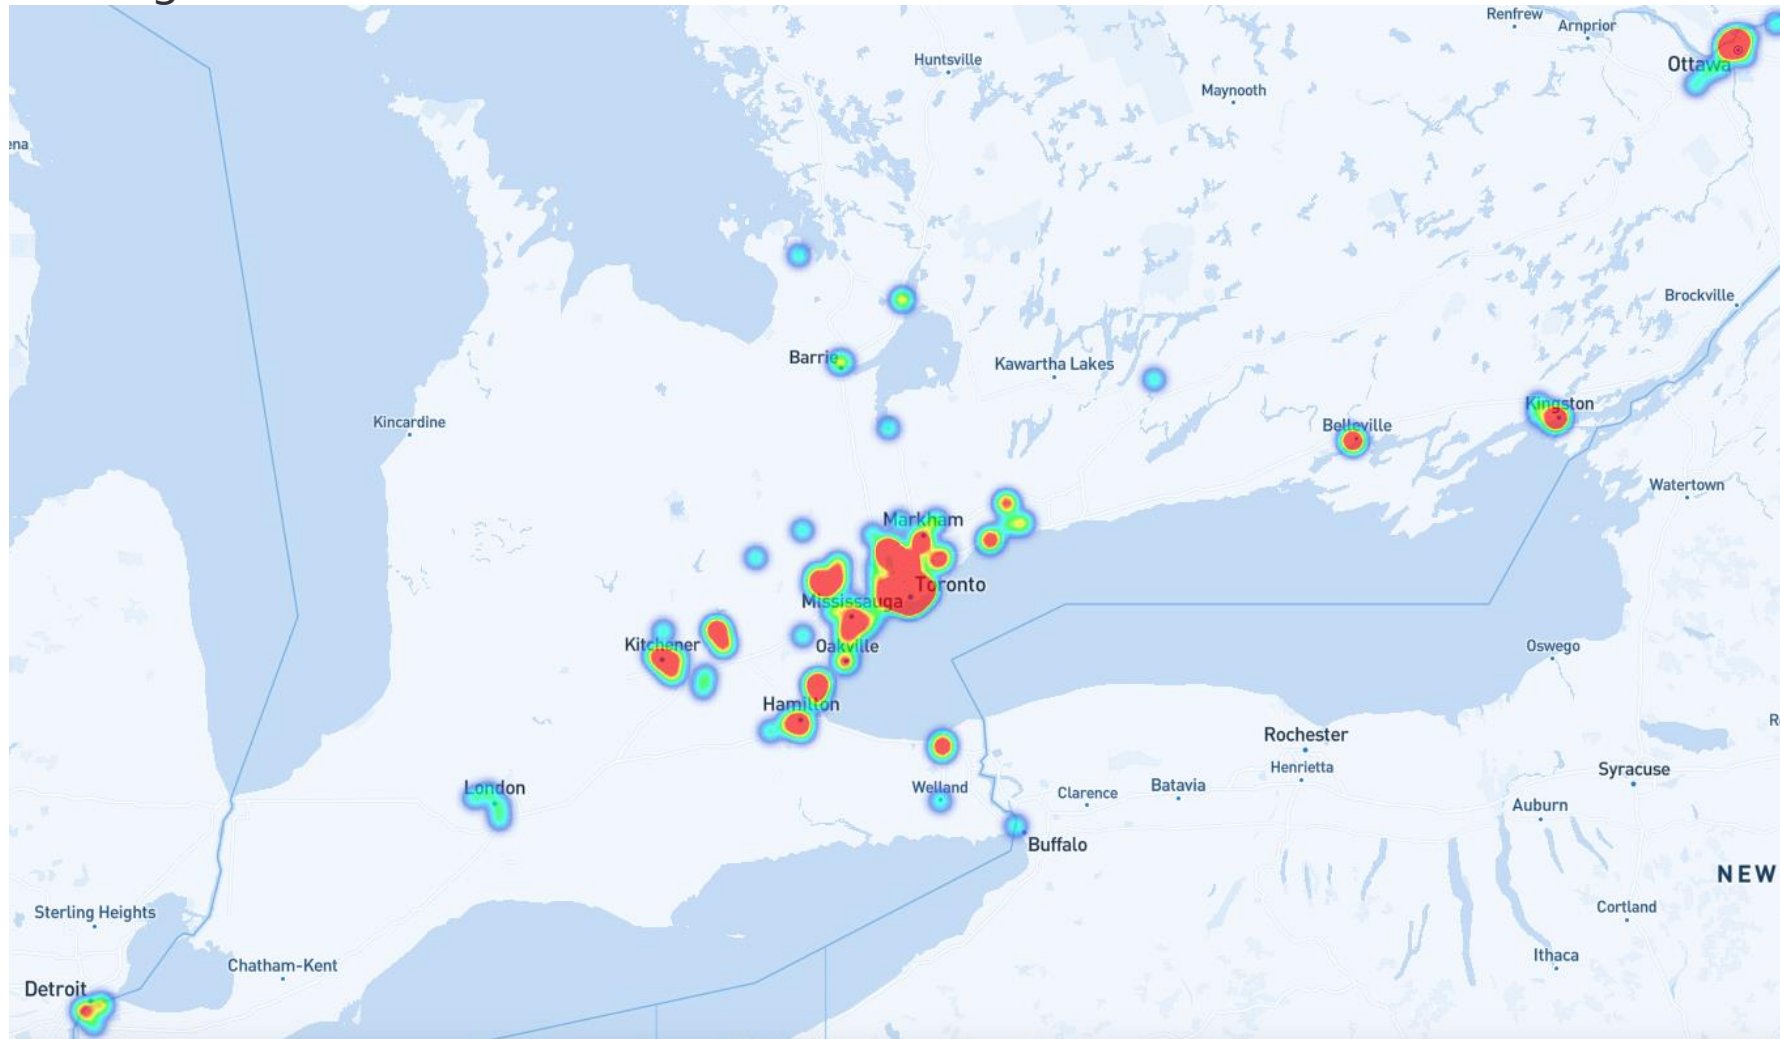 Renfrew
Arnprior
Huntsville
Ottawa
Maynooth
ena
Brockville
Barrie
Kawartha Lakes
Kincardine
Kingston
Belleville
Watertown
Markham
Toronto
Mississauga
Kitchener
Oakville
Oswego
Hamilton
R
Rochester
Henrietta
Syracuse
London
Welland
Clarence
Batavia
Auburn
Buffalo
NEW
Sterling Heights
Cortland
Chatham-Kent
Ithaca
Detroit